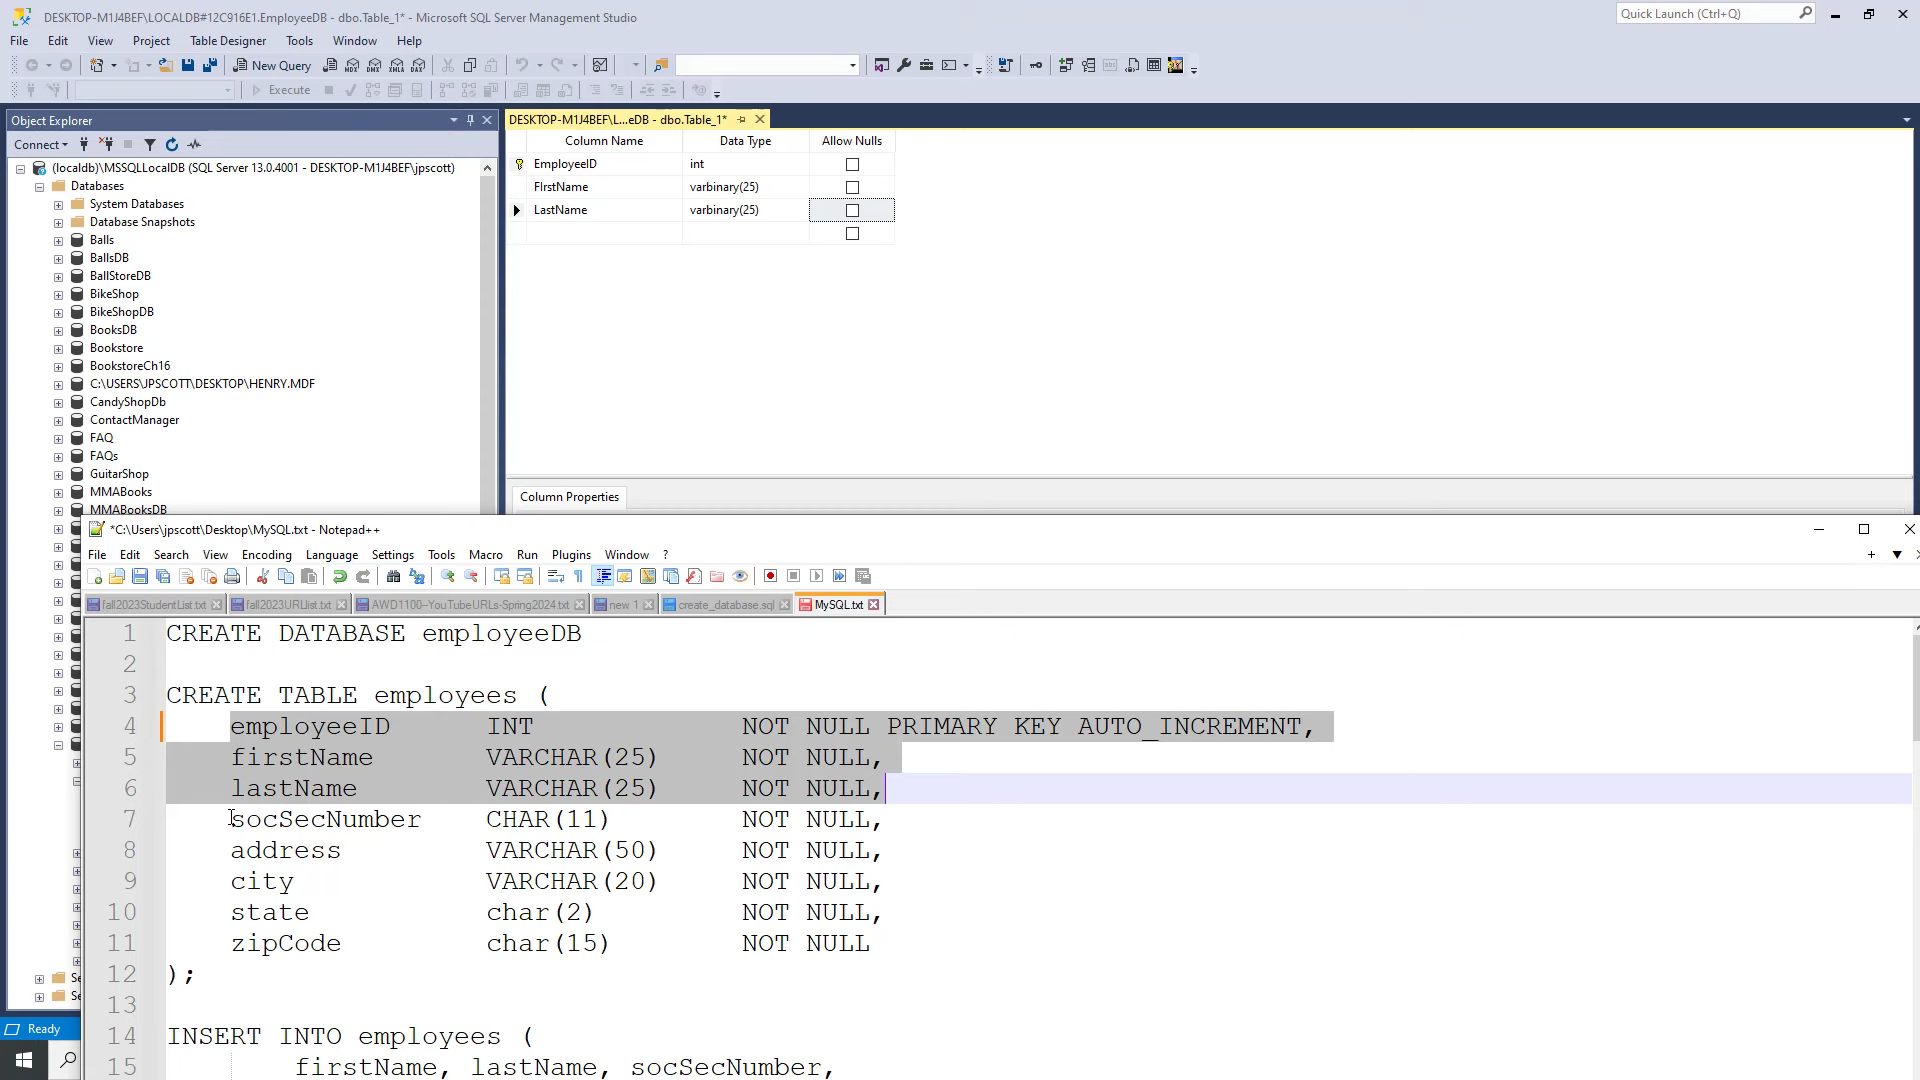 DESKTOP-M1J4BEF\LOCALDB#12C916E1.EmployeeDB - dbo.Table_1* - Microsoft SQL Server Management Studio
Quick Launch (Ctrl+Q)
File Edit View Project Table Designer Tools Window Help
New Query
Execute
Object Explorer
DESKTOP-M1J4BEF\L...eDB - dbo.Table_1*
Connect
Column Name Data Type Allow Nulls
EmployeeID int
FIrstName varbinary(25)
LastName varbinary(25)
(localdb)\MSSQLLocalDB (SQL Server 13.0.4001 - DESKTOP-M1J4BEF\jpscott)
Databases
System Databases
Database Snapshots
Balls
BallsDB
BallStoreDB
BikeShop
BikeShopDB
BooksDB
Bookstore
BookstoreCh16
C:\USERS\JPSCOTT\DESKTOP\HENRY.MDF
CandyShopDb
ContactManager
FAQ
FAQs
GuitarShop
MMABooks
MMABooksDB
Se
Se
Column Properties
*C:\Users\jpscott\Desktop\MySQL.txt - Notepad++
File Edit Search View Encoding Language Settings Tools Macro Run Plugins Window ?
fall2023StudentList.txt fall2023URLlist.txt AWD1100--YouTubeURLs-Spring2024.txt new 1 create_database.sql MySQL.txt
1 CREATE DATABASE employeeDB
2
3 CREATE TABLE employees (
4 employeeID INT NOT NULL PRIMARY KEY AUTO_INCREMENT,
5 firstName VARCHAR(25) NOT NULL,
6 lastName VARCHAR(25) NOT NULL,
7 socSecNumber CHAR(11) NOT NULL,
8 address VARCHAR(50) NOT NULL,
9 city VARCHAR(20) NOT NULL,
10 state char(2) NOT NULL,
11 zipCode char(15) NOT NULL
12 );
13
14 INSERT INTO employees (
15 firstName, lastName, socSecNumber,
Ready